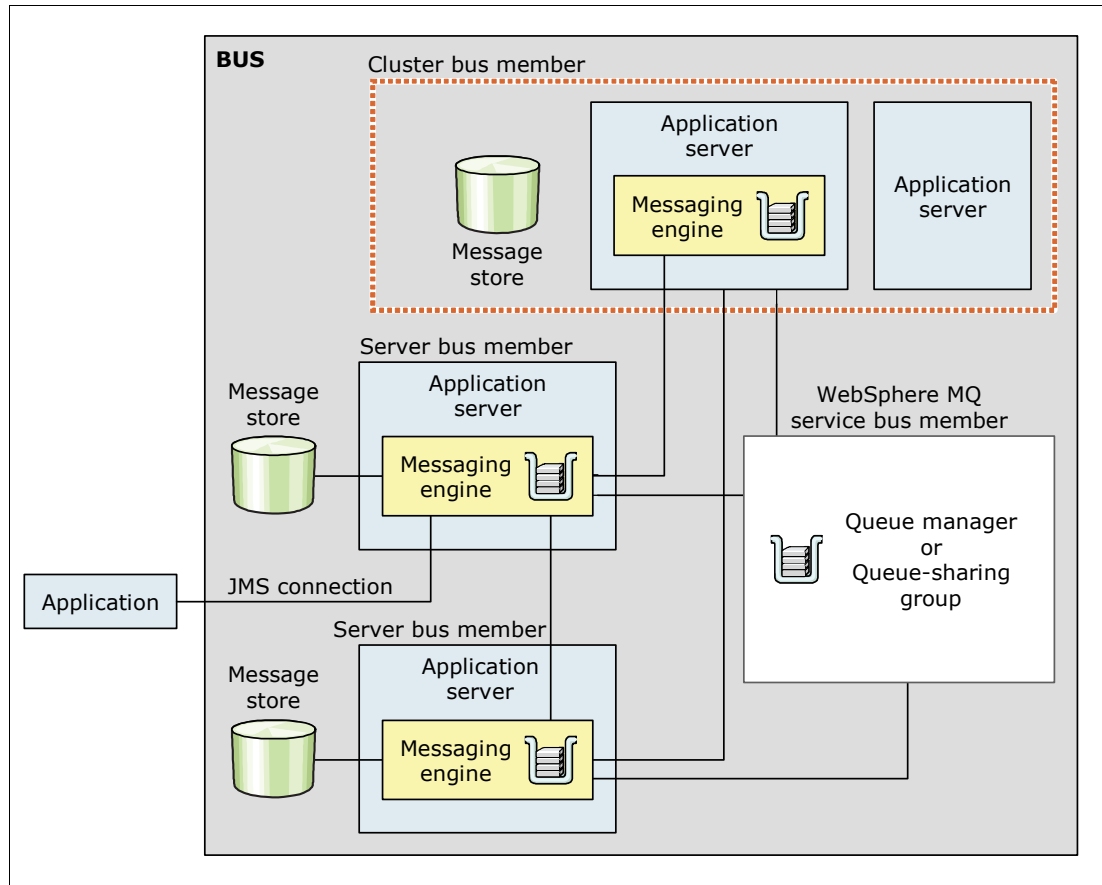 BUS
Cluster bus member
Application
server
Messaging
engine
Application
server
Message
store
Server bus member
Application
server
Messaging
engine
Message
store
WebSphere MQ
service bus member
Queue manager
or
Queue-sharing
group
JMS connection
Application
Server bus member
Application
server
Messaging
engine
Message
store